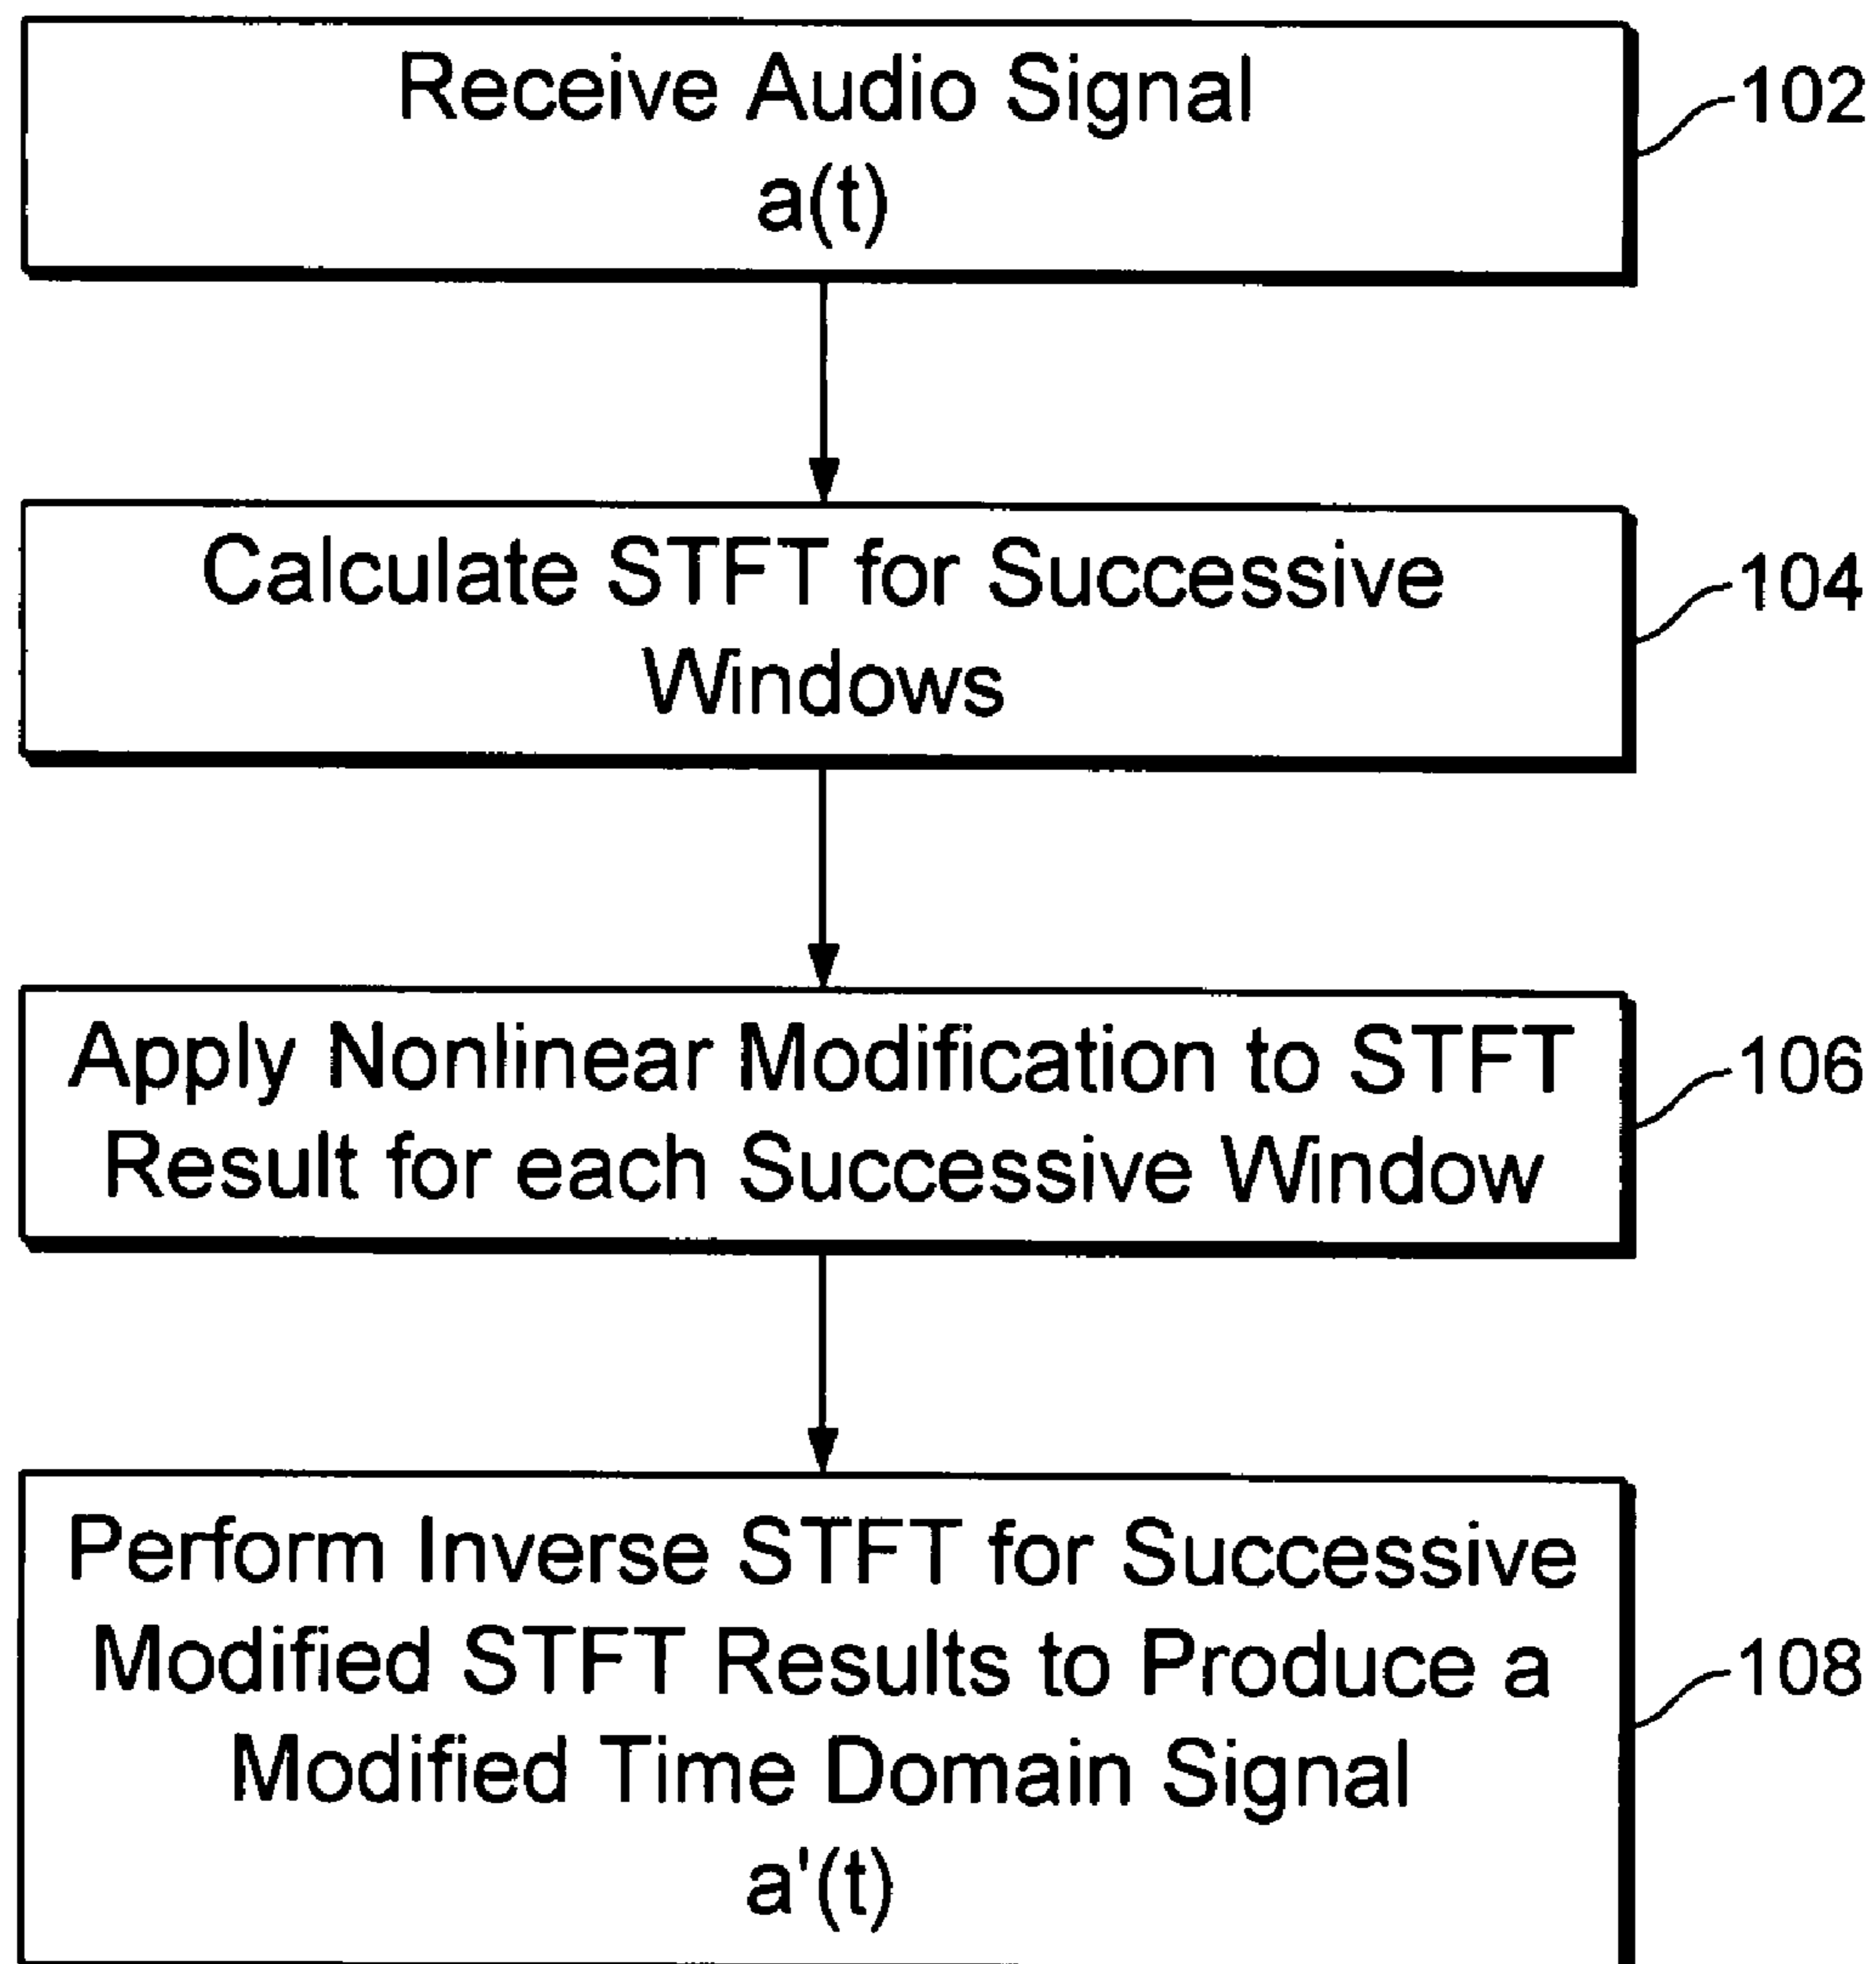 Receive Audio Signal
a(t)
102
Calculate STFT for Successive
Windows
104
Apply Nonlinear Modification to STFT
Result for each Successive Window
106
Perform Inverse STFT for Successive
Modified STFT Results to Produce a
Modified Time Domain Signal
a'(t)
108